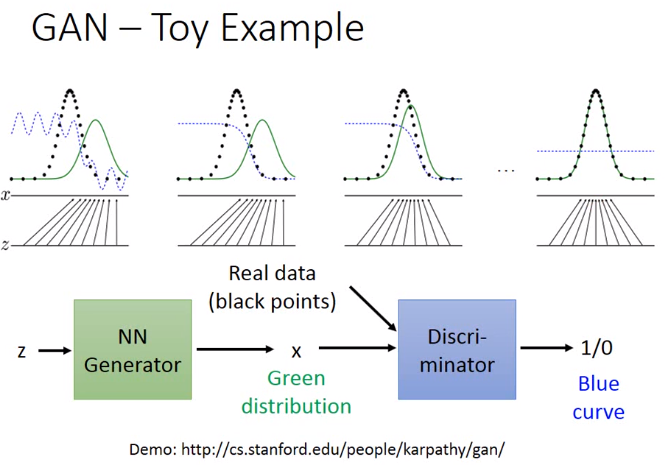 GAN – Toy Example
x
z
...
Real data
(black points)
z
NN
Generator
x
Green
distribution
Discri-
minator
1/0
Blue
curve
Demo: http://cs.stanford.edu/people/karpathy/gan/